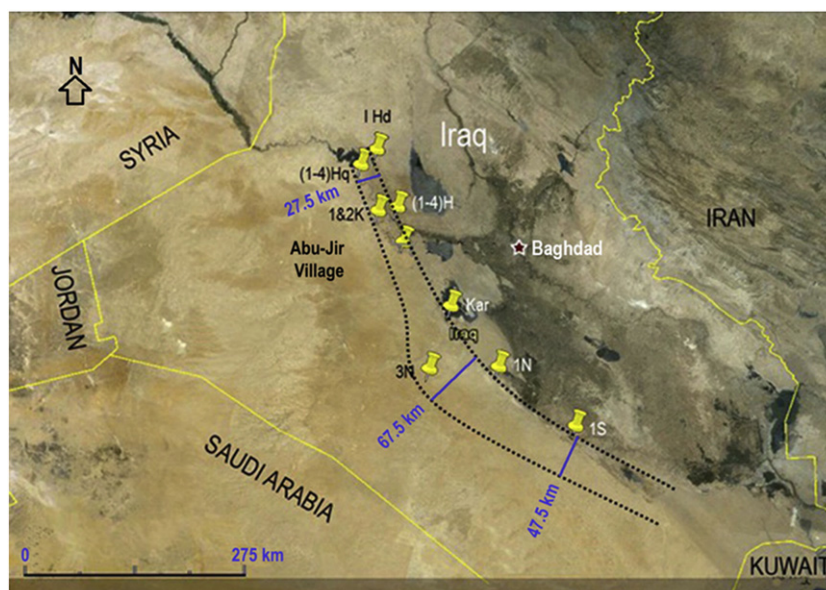 N
I Hd
Iraq
SYRIA
(1-4)Hq
27.5 km
(1-4)H
1&2K
IRAN
Abu-Jir
Village
Baghdad
JORDAN
Kar
Iraq
3N
1N
67.5 km
1S
SAUDI ARABIA
47.5 km
0
275 km
KUWAIT